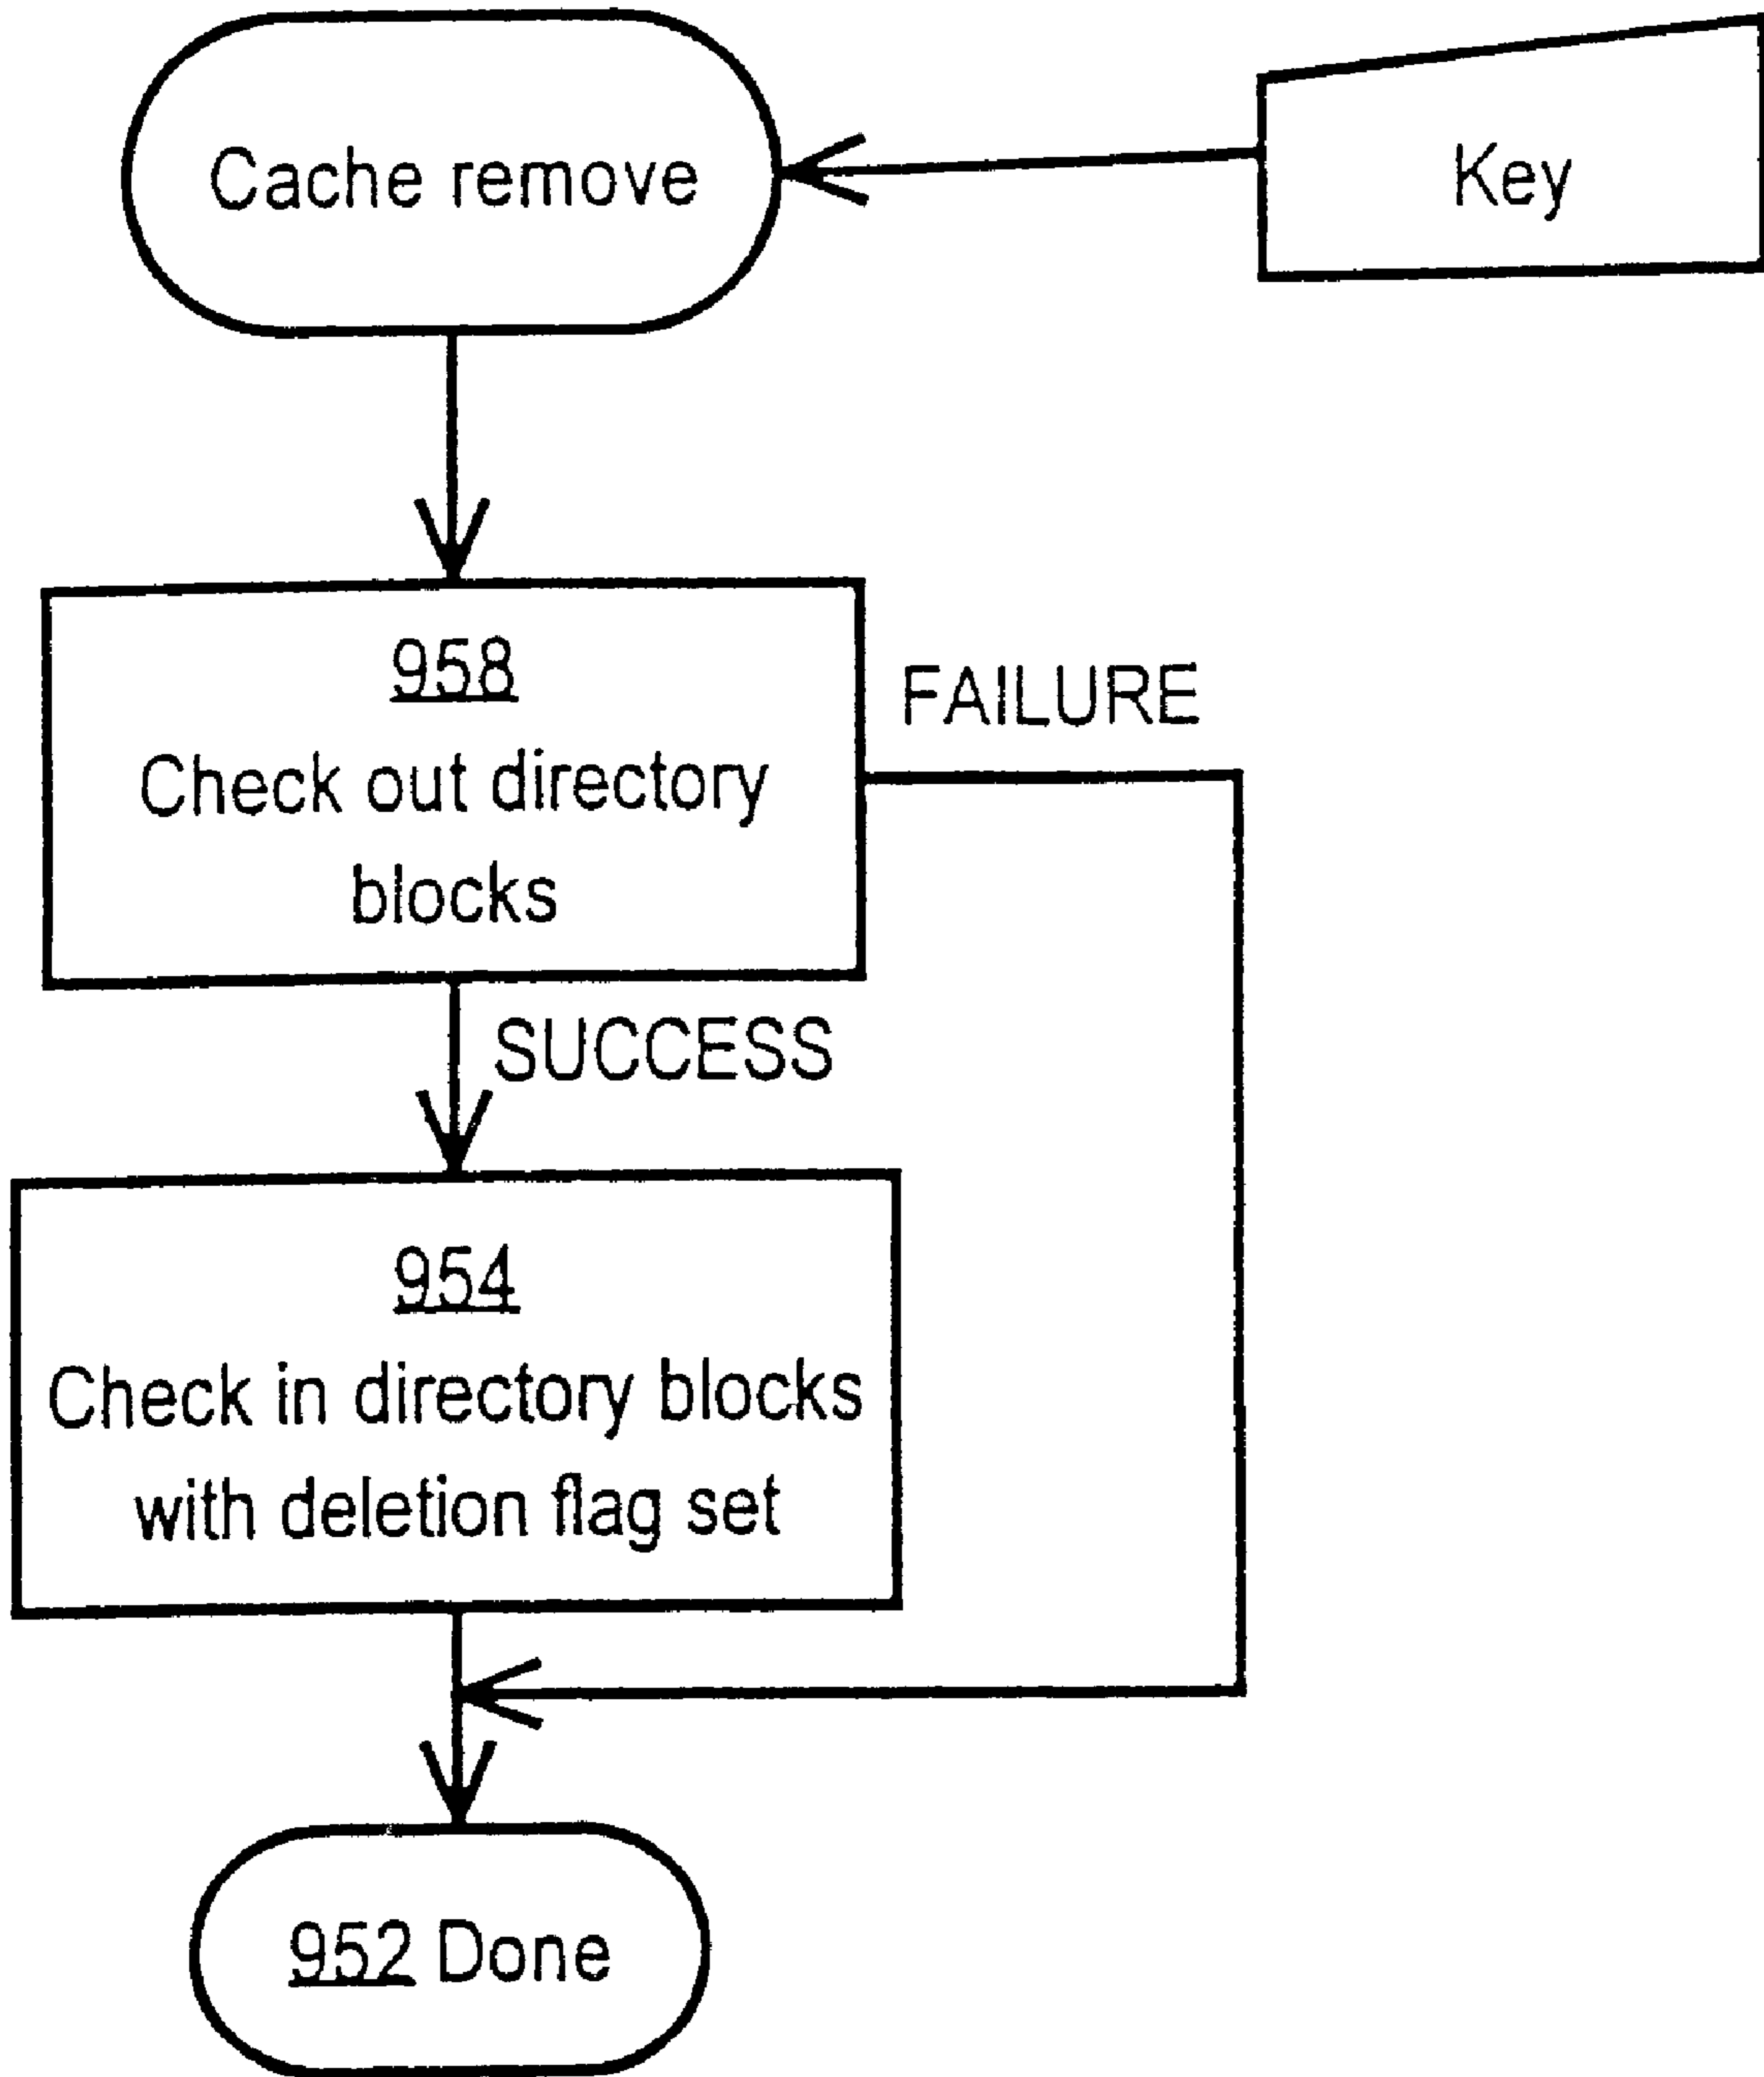 Cache remove
Key
958
Check out directory
blocks
FAILURE
SUCCESS
954
Check in directory blocks
with deletion flag set
952 Done